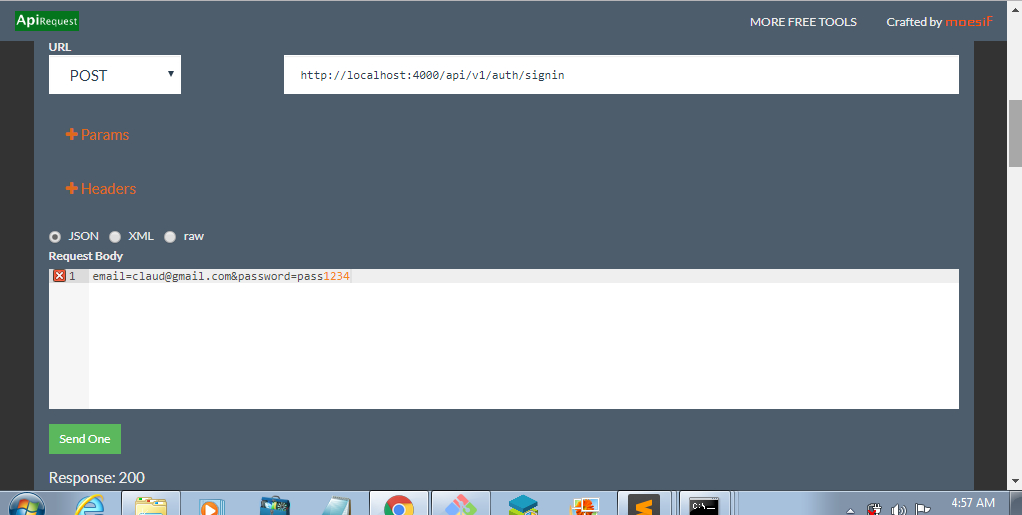 ApiRequest
MORE FREE TOOLS
Crafted by moesif
URL
POST
http://localhost:4000/api/v1/auth/signin
Params
Headers
JSON XML raw
Request Body
1 email=claud@gmail.com&password=pass1234
Send One
Response: 200
C:\_
4:57 AM